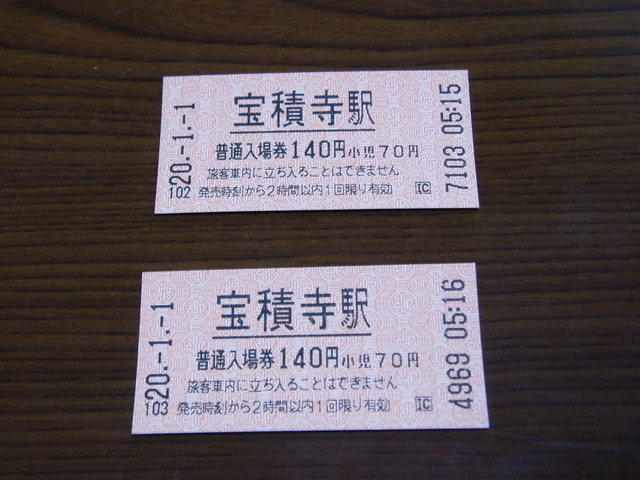 宝積寺駅
普通入場券140円小児70円
旅客車内に立ち入ることはできません
発売時刻から2時間以内1回限り有効 IC
20.-1.-1
102
7103 05:15
宝積寺駅
普通入場券140円小児70円
旅客車内に立ち入ることはできません
発売時刻から2時間以内1回限り有効 IC
20.-1.-1
103
4969 05:16